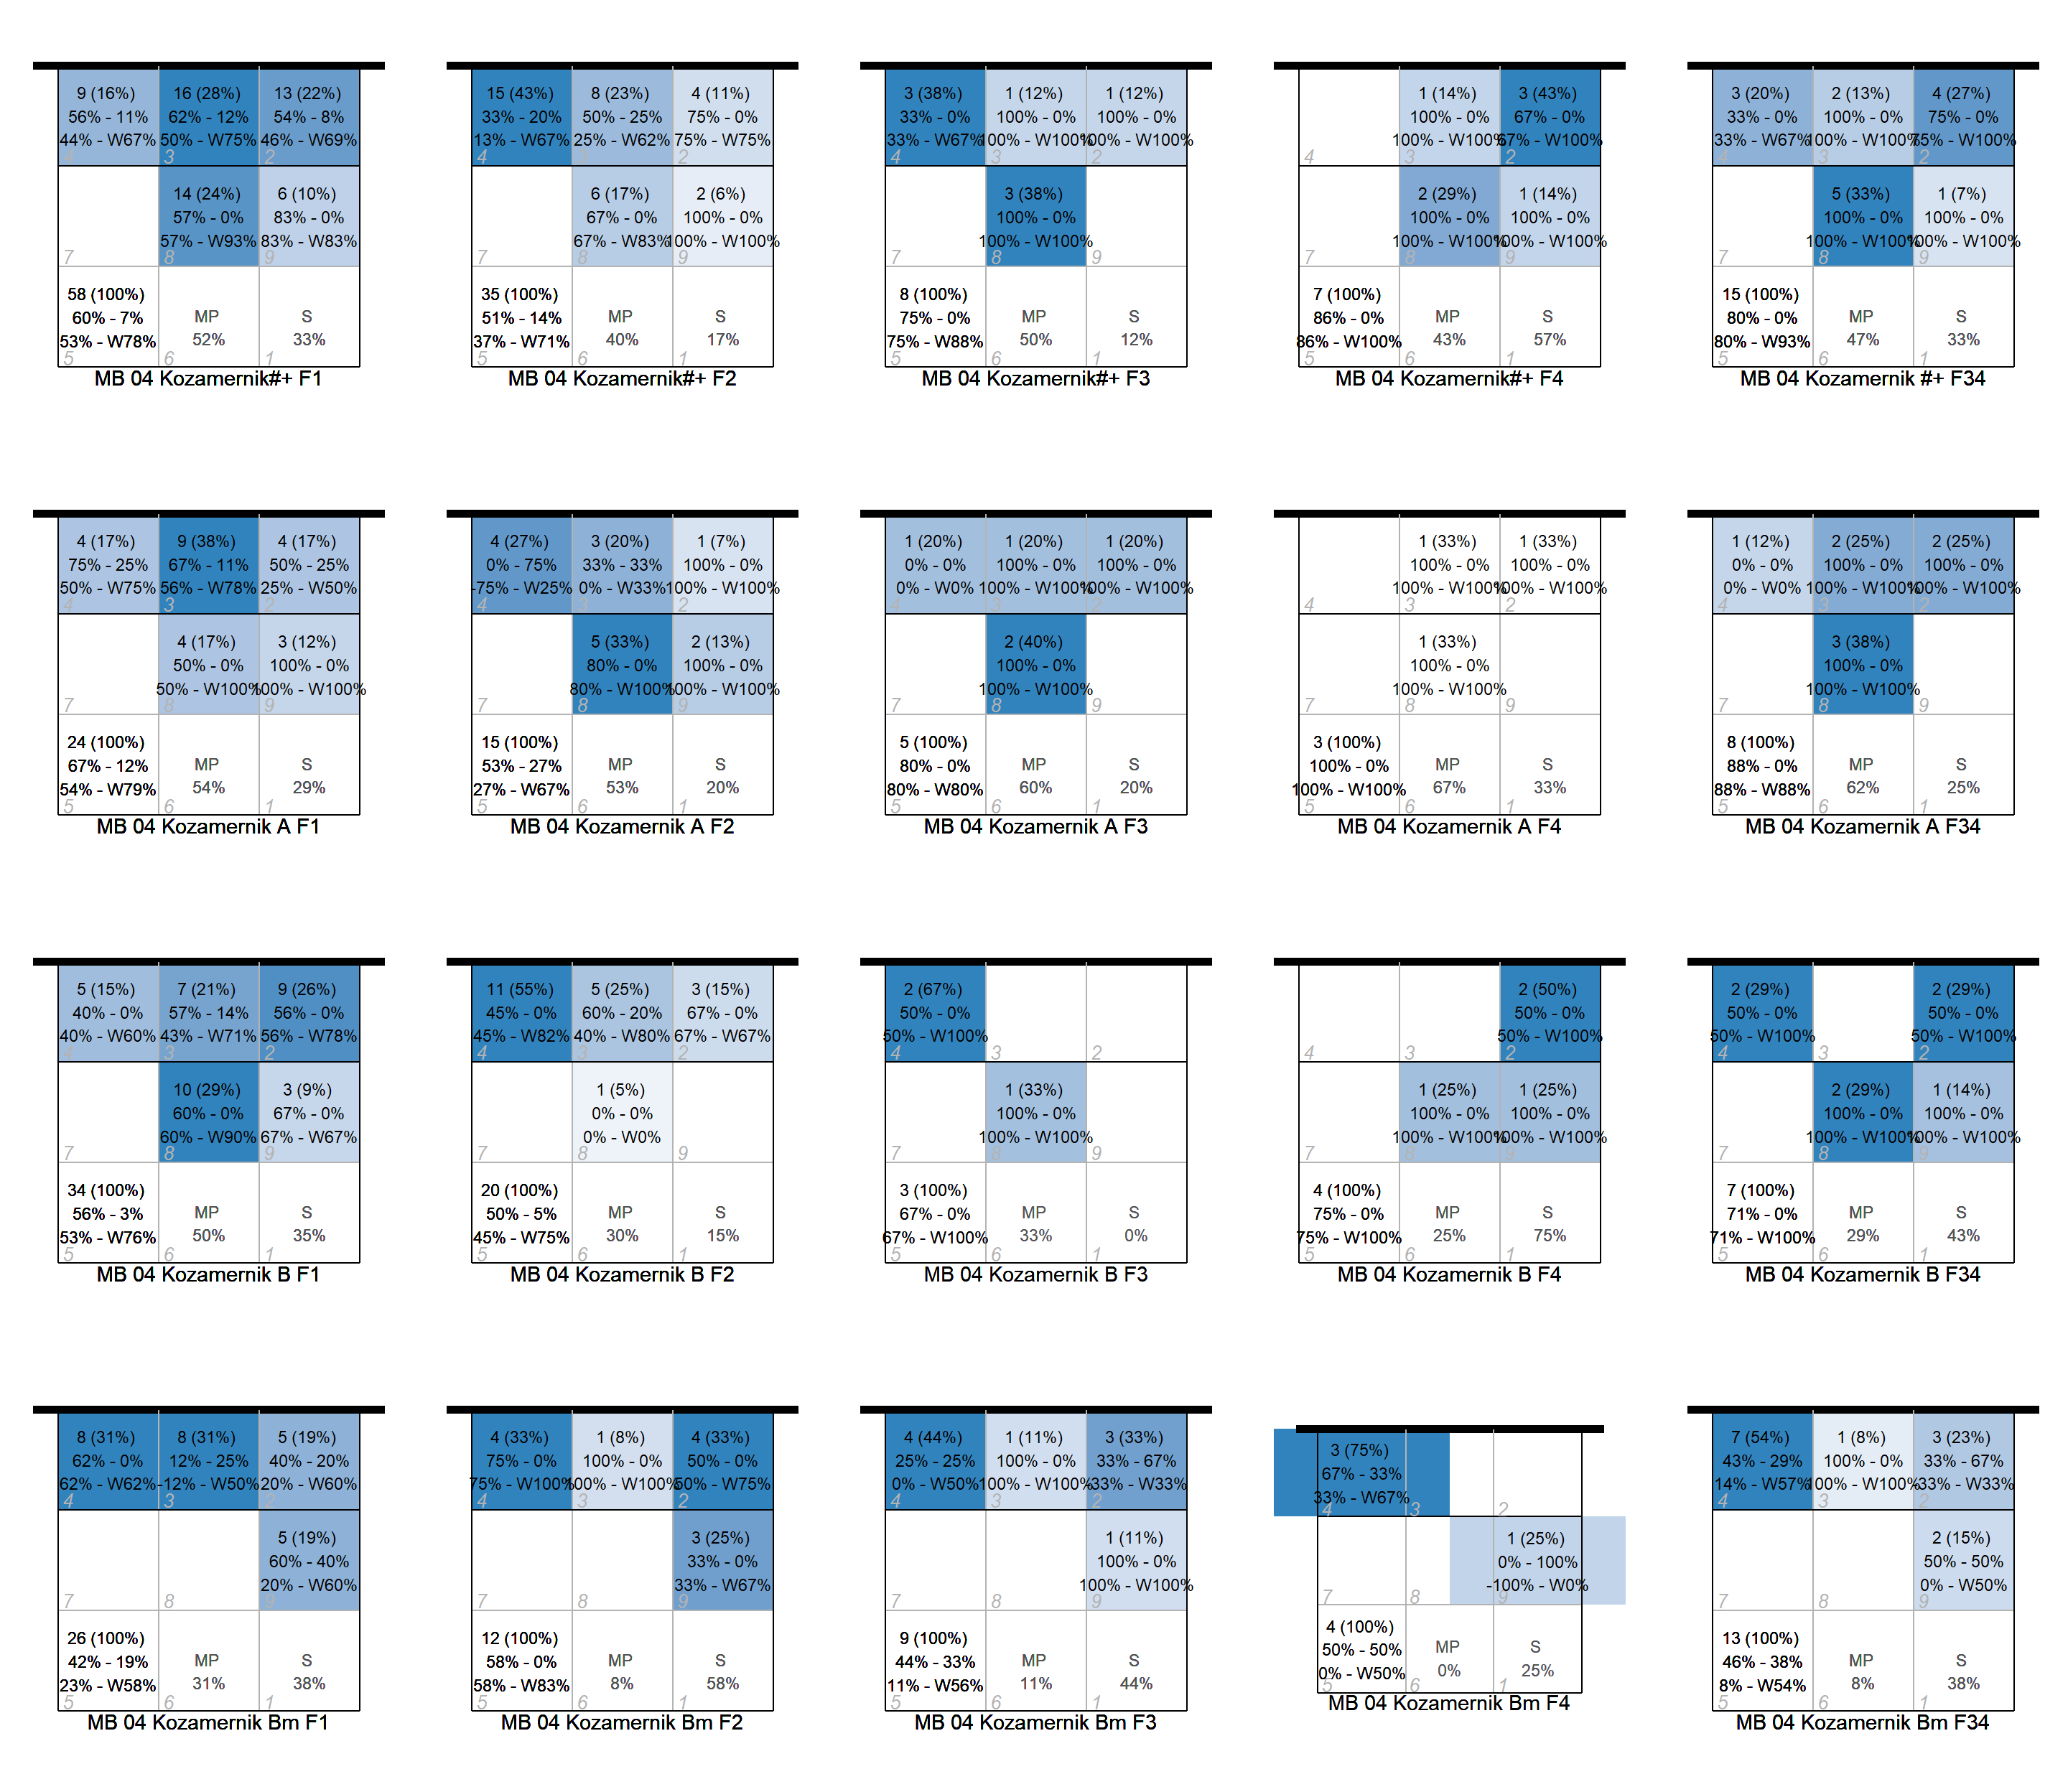 9 (16%) 16 (28%) 13 (22%)
56% - 11% 62% - 12% 54% - 8%
44% - W67% 50% - W75% 46% - W69%
4 3 2
14 (24%) 6 (10%)
57% - 0% 83% - 0%
57% - W93% 83% - W83%
7 8 9
58 (100%)
60% - 7% MP S
53% - W78% 52% 33%
5 6 1
MB 04 Kozamernik#+ F1
15 (43%) 8 (23%) 4 (11%)
33% - 20% 50% - 25% 75% - 0%
13% - W67% 25% - W62% 75% - W75%
4 3 2
6 (17%) 2 (6%)
67% - 0% 100% - 0%
67% - W83% 100% - W100%
7 8 9
35 (100%)
51% - 14% MP S
37% - W71% 40% 17%
5 6 1
MB 04 Kozamernik#+ F2
3 (38%) 1 (12%) 1 (12%)
33% - 0% 100% - 0% 100% - 0%
33% - W67% 100% - W100% 100% - W100%
4 3 2
3 (38%)
100% - 0%
100% - W100%
7 8 9
8 (100%)
75% - 0% MP S
75% - W88% 50% 12%
5 6 1
MB 04 Kozamernik#+ F3
1 (14%) 3 (43%)
100% - 0% 67% - 0%
100% - W100% 67% - W100%
4 3 2
2 (29%) 1 (14%)
100% - 0% 100% - 0%
100% - W100% 100% - W100%
7 8 9
7 (100%)
86% - 0% MP S
86% - W100% 43% 57%
5 6 1
MB 04 Kozamernik#+ F4
3 (20%) 2 (13%) 4 (27%)
33% - 0% 100% - 0% 75% - 0%
33% - W67% 100% - W100% 75% - W100%
4 3 2
5 (33%) 1 (7%)
100% - 0% 100% - 0%
100% - W100% 100% - W100%
7 8 9
15 (100%)
80% - 0% MP S
80% - W93% 47% 33%
5 6 1
MB 04 Kozamernik #+ F34
4 (17%) 9 (38%) 4 (17%)
75% - 25% 67% - 11% 50% - 25%
50% - W75% 56% - W78% 25% - W50%
4 3 2
4 (17%) 3 (12%)
50% - 0% 100% - 0%
50% - W100% 100% - W100%
7 8 9
24 (100%)
67% - 12% MP S
54% - W79% 54% 29%
5 6 1
MB 04 Kozamernik A F1
4 (27%) 3 (20%) 1 (7%)
0% - 75% 33% - 33% 100% - 0%
-75% - W25% 0% - W33% 100% - W100%
4 3 2
5 (33%) 2 (13%)
80% - 0% 100% - 0%
80% - W100% 100% - W100%
7 8 9
15 (100%)
53% - 27% MP S
27% - W67% 53% 20%
5 6 1
MB 04 Kozamernik A F2
1 (20%) 1 (20%) 1 (20%)
0% - 0% 100% - 0% 100% - 0%
0% - W0% 100% - W100% 100% - W100%
4 3 2
2 (40%)
100% - 0%
100% - W100%
7 8 9
5 (100%)
80% - 0% MP S
80% - W80% 60% 20%
5 6 1
MB 04 Kozamernik A F3
1 (33%) 1 (33%)
100% - 0% 100% - 0%
100% - W100% 100% - W100%
4 3 2
1 (33%)
100% - 0%
100% - W100%
7 8 9
3 (100%)
100% - 0% MP S
100% - W100% 67% 33%
5 6 1
MB 04 Kozamernik A F4
1 (12%) 2 (25%) 2 (25%)
0% - 0% 100% - 0% 100% - 0%
0% - W0% 100% - W100% 100% - W100%
4 3 2
3 (38%)
100% - 0%
100% - W100%
7 8 9
8 (100%)
88% - 0% MP S
88% - W88% 62% 25%
5 6 1
MB 04 Kozamernik A F34
5 (15%) 7 (21%) 9 (26%)
40% - 0% 57% - 14% 56% - 0%
40% - W60% 43% - W71% 56% - W78%
4 3 2
10 (29%) 3 (9%)
60% - 0% 67% - 0%
60% - W90% 67% - W67%
7 8 9
34 (100%)
56% - 3% MP S
53% - W76% 50% 35%
5 6 1
MB 04 Kozamernik B F1
11 (55%) 5 (25%) 3 (15%)
45% - 0% 60% - 20% 67% - 0%
45% - W82% 40% - W80% 67% - W67%
4 3 2
1 (5%)
0% - 0%
0% - W0%
7 8 9
20 (100%)
50% - 5% MP S
45% - W75% 30% 15%
5 6 1
MB 04 Kozamernik B F2
2 (67%)
50% - 0%
50% - W100%
4 3 2
1 (33%)
100% - 0%
100% - W100%
7 8 9
3 (100%)
67% - 0% MP S
67% - W100% 33% 0%
5 6 1
MB 04 Kozamernik B F3
2 (50%)
50% - 0%
50% - W100%
4 3 2
1 (25%) 1 (25%)
100% - 0% 100% - 0%
100% - W100% 100% - W100%
7 8 9
4 (100%)
75% - 0% MP S
75% - W100% 25% 75%
5 6 1
MB 04 Kozamernik B F4
2 (29%) 2 (29%)
50% - 0% 50% - 0%
50% - W100% 50% - W100%
4 3 2
2 (29%) 1 (14%)
100% - 0% 100% - 0%
100% - W100% 100% - W100%
7 8 9
7 (100%)
71% - 0% MP S
71% - W100% 29% 43%
5 6 1
MB 04 Kozamernik B F34
8 (31%) 8 (31%) 5 (19%)
62% - 0% 12% - 25% 40% - 20%
62% - W62% -12% - W50% 20% - W60%
4 3 2
5 (19%)
60% - 40%
20% - W60%
7 8 9
26 (100%)
42% - 19% MP S
23% - W58% 31% 38%
5 6 1
MB 04 Kozamernik Bm F1
4 (33%) 1 (8%) 4 (33%)
75% - 0% 100% - 0% 50% - 0%
75% - W100% 100% - W100% 50% - W75%
4 3 2
3 (25%)
33% - 0%
33% - W67%
7 8 9
12 (100%)
58% - 0% MP S
58% - W83% 8% 58%
5 6 1
MB 04 Kozamernik Bm F2
4 (44%) 1 (11%) 3 (33%)
25% - 25% 100% - 0% 33% - 67%
0% - W50% 100% - W100% -33% - W33%
4 3 2
1 (11%)
100% - 0%
100% - W100%
7 8 9
9 (100%)
44% - 33% MP S
11% - W56% 11% 44%
5 6 1
MB 04 Kozamernik Bm F3
3 (75%)
67% - 33%
33% - W67%
4 3 2
1 (25%)
0% - 100%
-100% - W0%
7 8 9
4 (100%)
50% - 50% MP S
0% - W50% 0% 25%
5 6 1
MB 04 Kozamernik Bm F4
7 (54%) 1 (8%) 3 (23%)
43% - 29% 100% - 0% 33% - 67%
14% - W57% 100% - W100% -33% - W33%
4 3 2
2 (15%)
50% - 50%
0% - W50%
7 8 9
13 (100%)
46% - 38% MP S
8% - W54% 8% 38%
5 6 1
MB 04 Kozamernik Bm F34